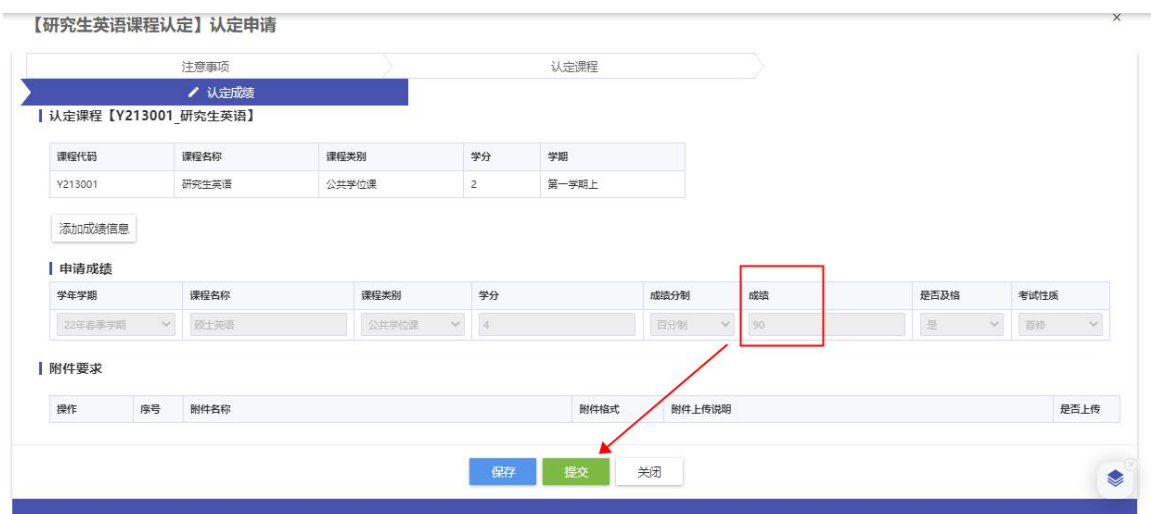 【研究生英语课程认定】认定申请
×
注意事项
认定课程
认定成绩
认定课程【Y213001_研究生英语】
课程代码 课程名称 课程类别 学分 学期
Y213001 研究生英语 公共学位课 2 第一学期上
添加成绩信息
申请成绩
学年学期 课程名称 课程类别 学分 成绩分制 成绩 是否及格 考试性质
22年春季学期 硕士英语 公共学位课 4 百分制 90 是 首修
附件要求
操作 序号 附件名称 附件格式 附件上传说明 是否上传
保存 提交 关闭